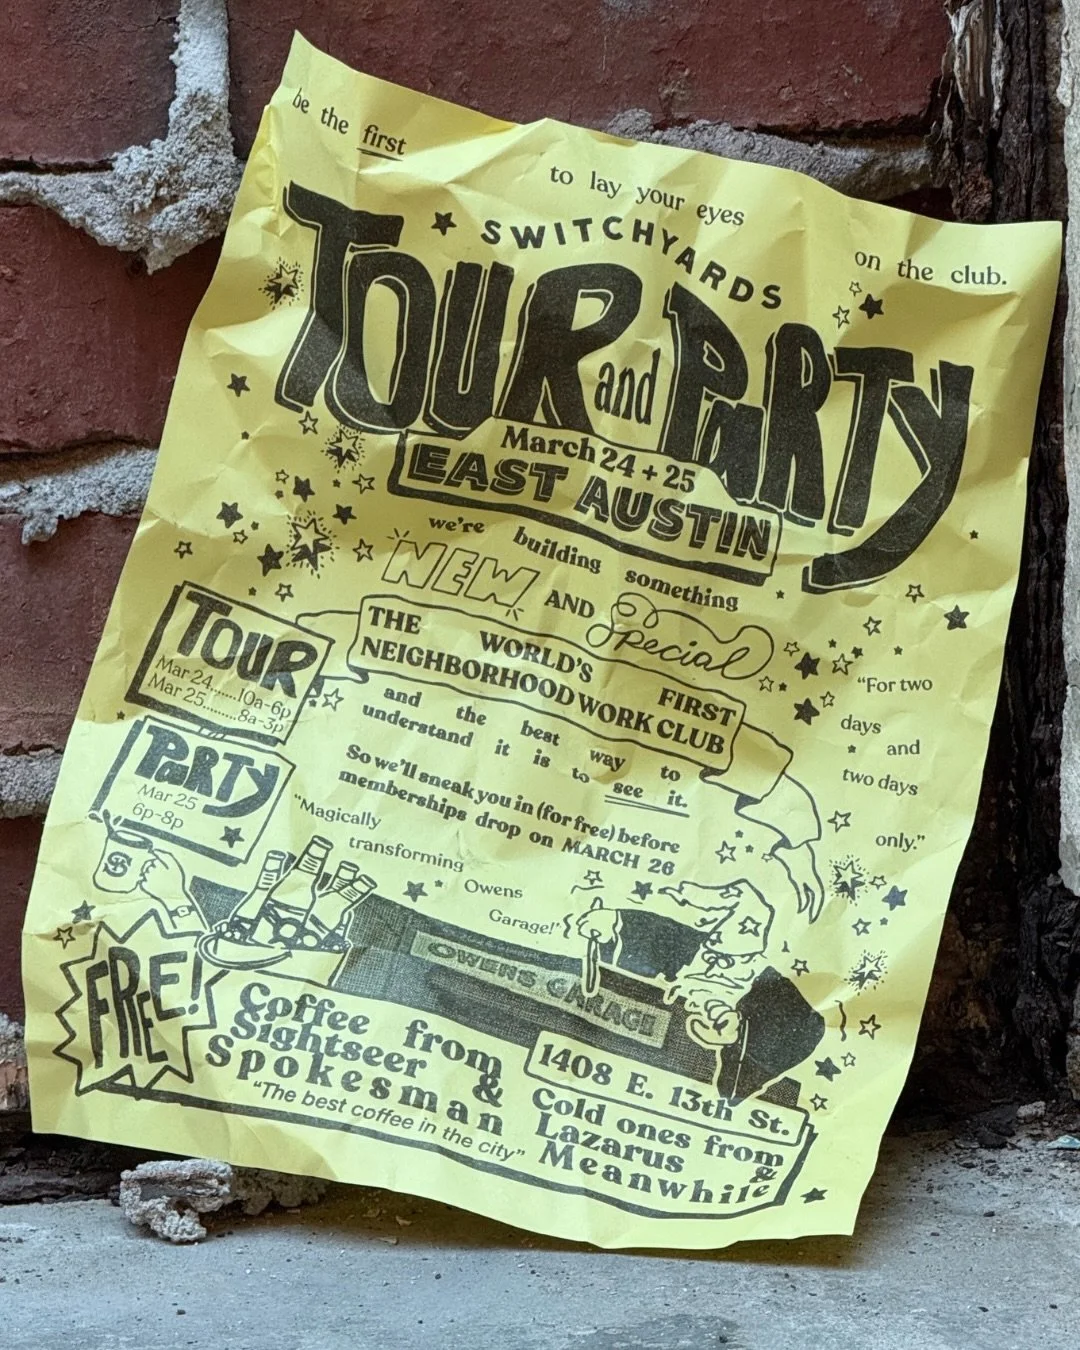 be the first
to lay your eyes
on the club.
SWITCHYARDS
TOUR and PARTY
March 24 + 25
EAST AUSTIN
we're building something
NEW AND Special
THE WORLD'S FIRST
NEIGHBORHOOD WORK CLUB
and the best way to
understand it is to see it.
So we'll sneak you in (for free) before
memberships drop on MARCH 26
TOUR
Mar 24......10a-6p
Mar 25.........8a-3p
PARTY
Mar 25
6p-8p
"For two
days
and
two days
only."
"Magically
transforming
Owens
Garage!"
OWENS GARAGE
FREE!
Coffee from
Sightseer &
Spokesman
"The best coffee in the city"
1408 E. 13th St.
Cold ones from
Lazarus &
Meanwhile